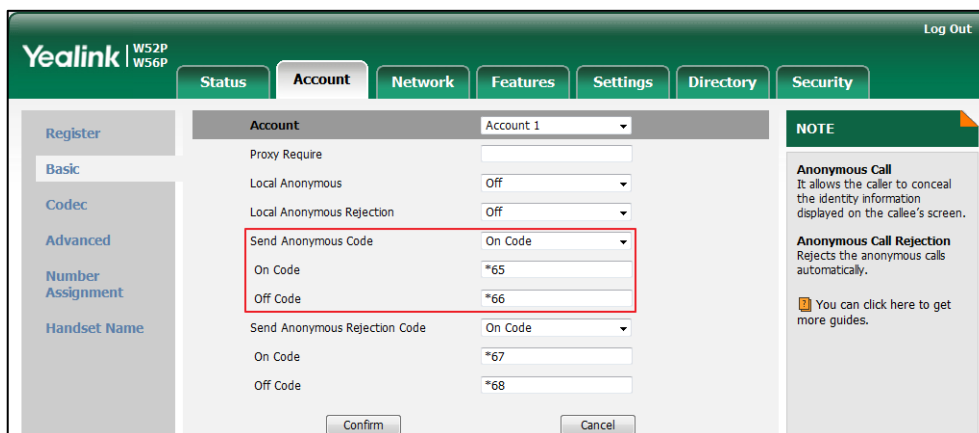 Log Out
Yealink W52P W56P
Status Account Network Features Settings Directory Security
Register
Basic
Codec
Advanced
Number
Assignment
Handset Name
Account Account 1
Proxy Require
Local Anonymous Off
Local Anonymous Rejection Off
Send Anonymous Code On Code
On Code *65
Off Code *66
Send Anonymous Rejection Code On Code
On Code *67
Off Code *68
Confirm Cancel
NOTE
Anonymous Call
It allows the caller to conceal
the identity information
displayed on the callee's screen.
Anonymous Call Rejection
Rejects the anonymous calls
automatically.
You can click here to get
more guides.